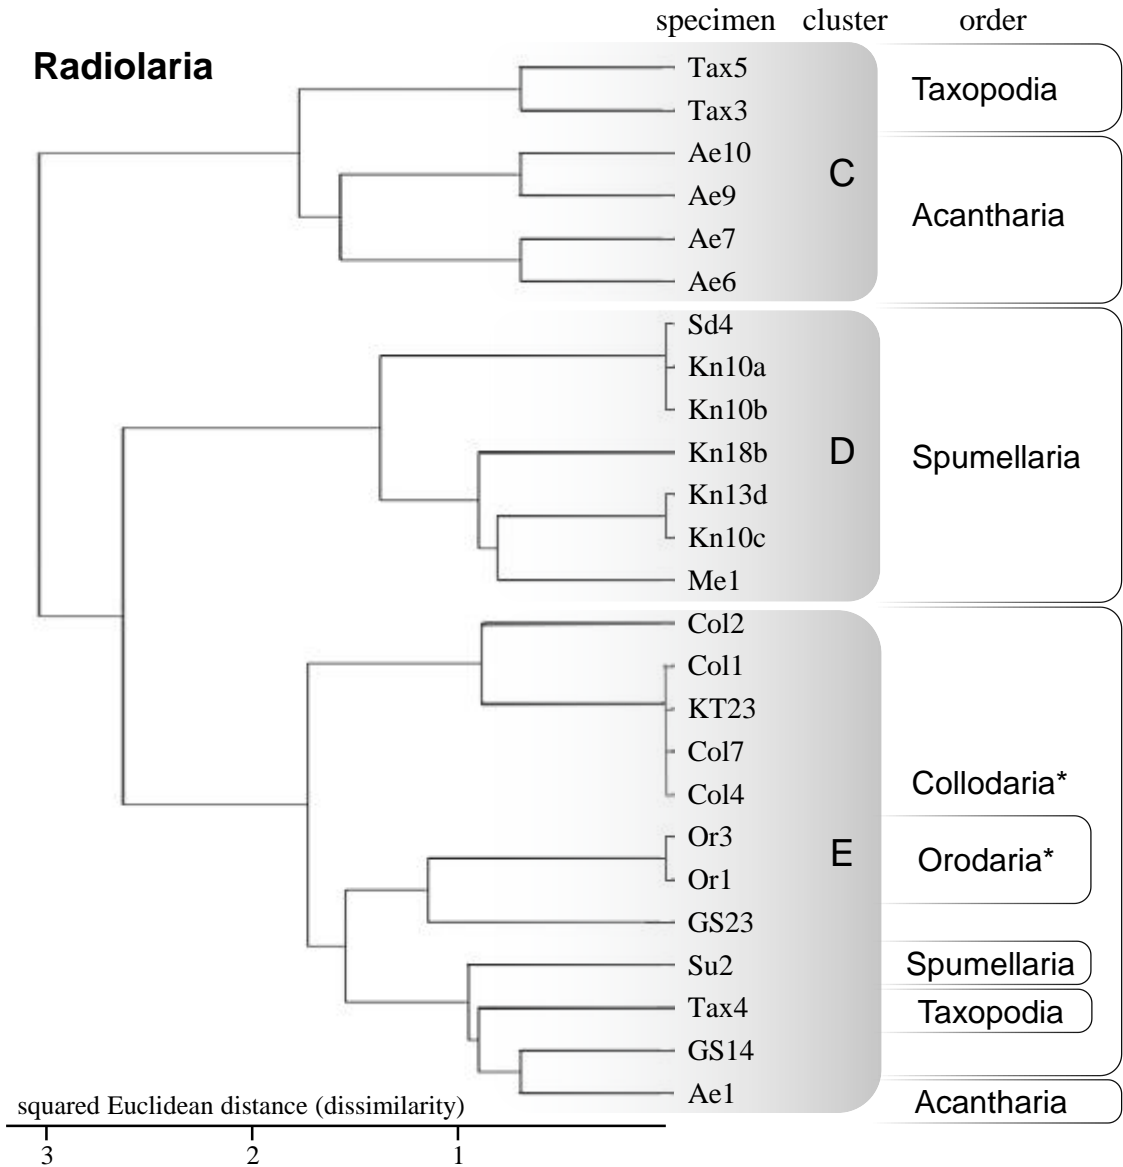 specimen cluster order
Radiolaria
Tax5
Taxopodia
Tax3
Ae10
C
Ae9
Acantharia
Ae7
Ae6
Sd4
Kn10a
Kn10b
Kn18b
D
Spumellaria
Kn13d
Kn10c
Me1
Col2
Col1
KT23
Col7
Collodaria*
Col4
Or3
E
Orodaria*
Or1
GS23
Su2
Spumellaria
Tax4
Taxopodia
GS14
Ae1
Acantharia
squared Euclidean distance (dissimilarity)
3 2 1